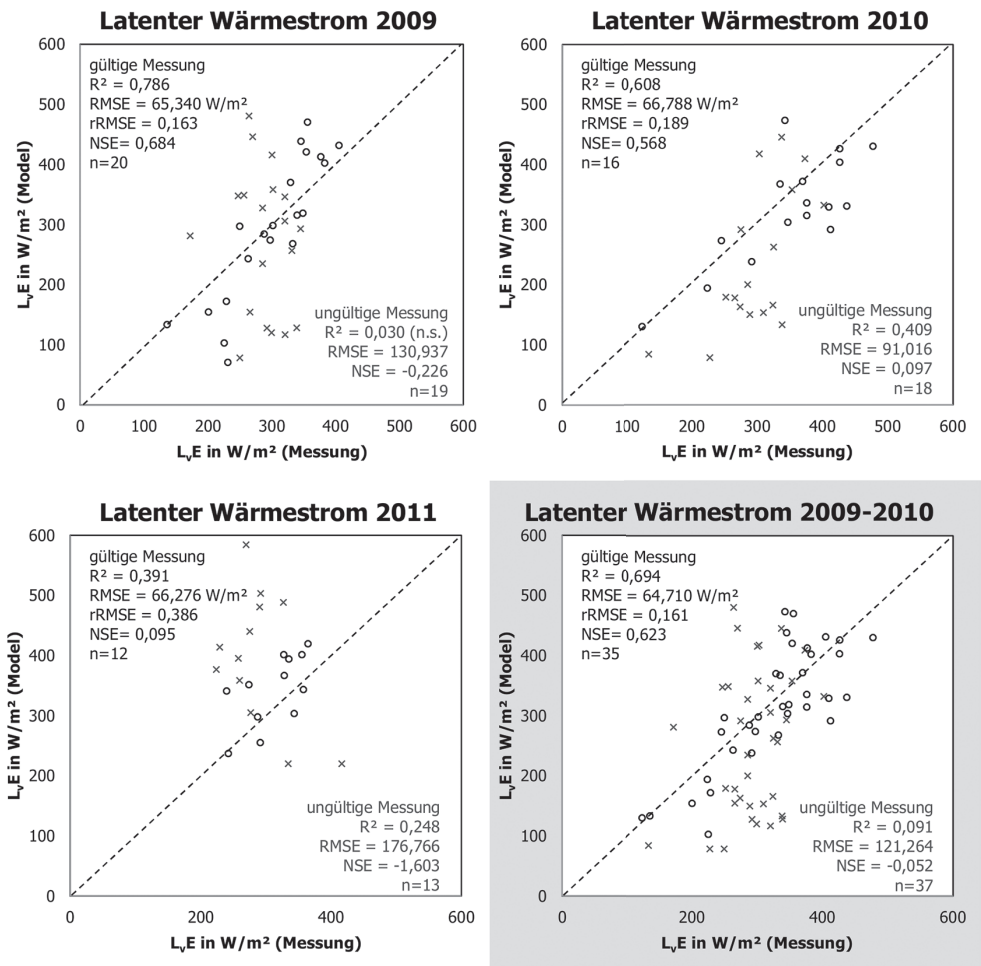 Latenter Wärmestrom 2009
gültige Messung
R² = 0,786
RMSE = 65,340 W/m²
rRMSE = 0,163
NSE= 0,684
n=20
ungültige Messung
R² = 0,030 (n.s.)
RMSE = 130,937
NSE = -0,226
n=19
LᵥE in W/m² (Model)
600
500
400
300
200
100
0
0 100 200 300 400 500 600
LᵥE in W/m² (Messung)
Latenter Wärmestrom 2010
gültige Messung
R² = 0,608
RMSE = 66,788 W/m²
rRMSE = 0,189
NSE = 0,568
n=16
ungültige Messung
R² = 0,409
RMSE = 91,016
NSE = 0,097
n=18
LᵥE in W/m² (Model)
600
500
400
300
200
100
0
0 100 200 300 400 500 600
LᵥE in W/m² (Messung)
Latenter Wärmestrom 2011
gültige Messung
R² = 0,391
RMSE = 66,276 W/m²
rRMSE = 0,386
NSE= 0,095
n=12
ungültige Messung
R² = 0,248
RMSE = 176,766
NSE = -1,603
n=13
LᵥE in W/m² (Model)
600
500
400
300
200
100
0
0 200 400 600
LᵥE in W/m² (Messung)
Latenter Wärmestrom 2009-2010
gültige Messung
R² = 0,694
RMSE = 64,710 W/m²
rRMSE = 0,161
NSE= 0,623
n=35
ungültige Messung
R² = 0,091
RMSE = 121,264
NSE = -0,052
n=37
LᵥE in W/m² (Model)
600
500
400
300
200
100
0
0 200 400 600
LᵥE in W/m² (Messung)